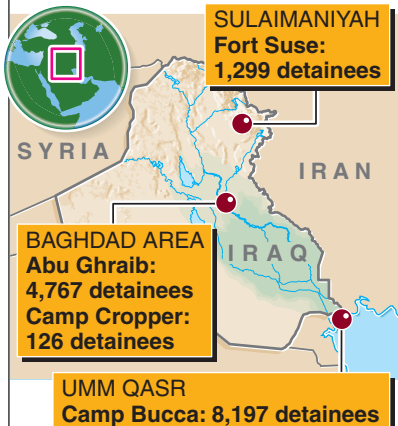 SULAIMANIYAH
Fort Suse:
1,299 detainees
SYRIA
IRAN
IRAQ
BAGHDAD AREA
Abu Ghraib:
4,767 detainees
Camp Cropper:
126 detainees
UMM QASR
Camp Bucca: 8,197 detainees